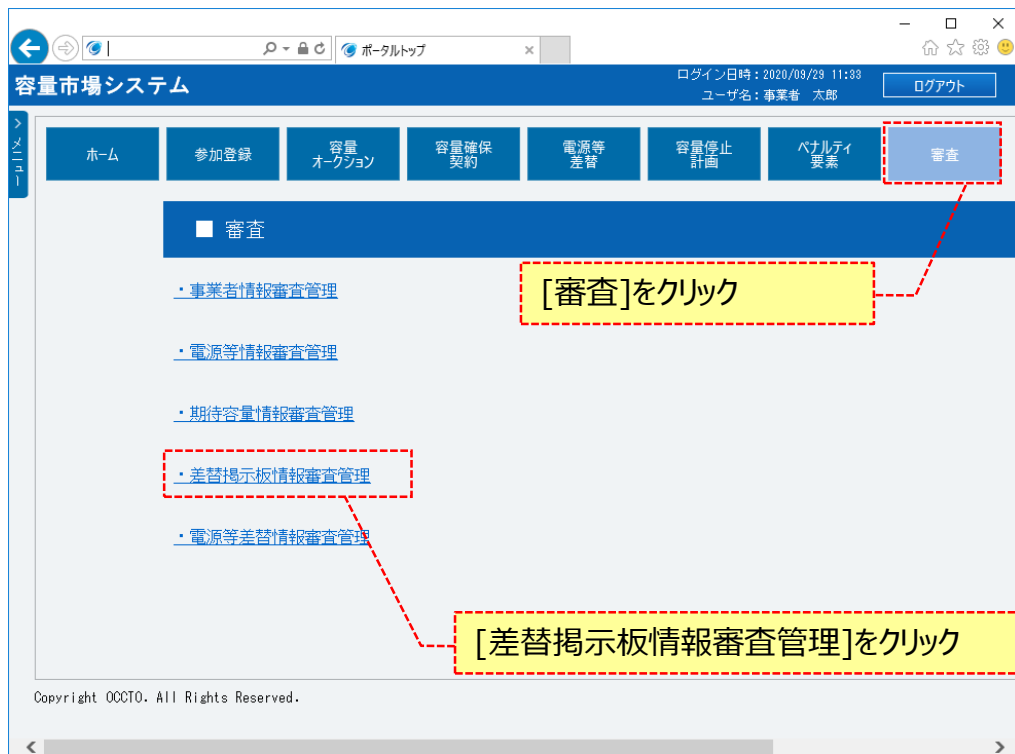 ポータルトップ
容量市場システム
ログイン日時:2020/09/29 11:33
ユーザ名:事業者 太郎
ログアウト
メニュー
ホーム
参加登録
容量
オークション
容量確保
契約
電源等
差替
容量停止
計画
ペナルティ
要素
審査
■ 審査
・事業者情報審査管理
[審査]をクリック
・電源等情報審査管理
・期待容量情報審査管理
・差替掲示板情報審査管理
・電源等差替情報審査管理
[差替掲示板情報審査管理]をクリック
Copyright OCCTO. All Rights Reserved.